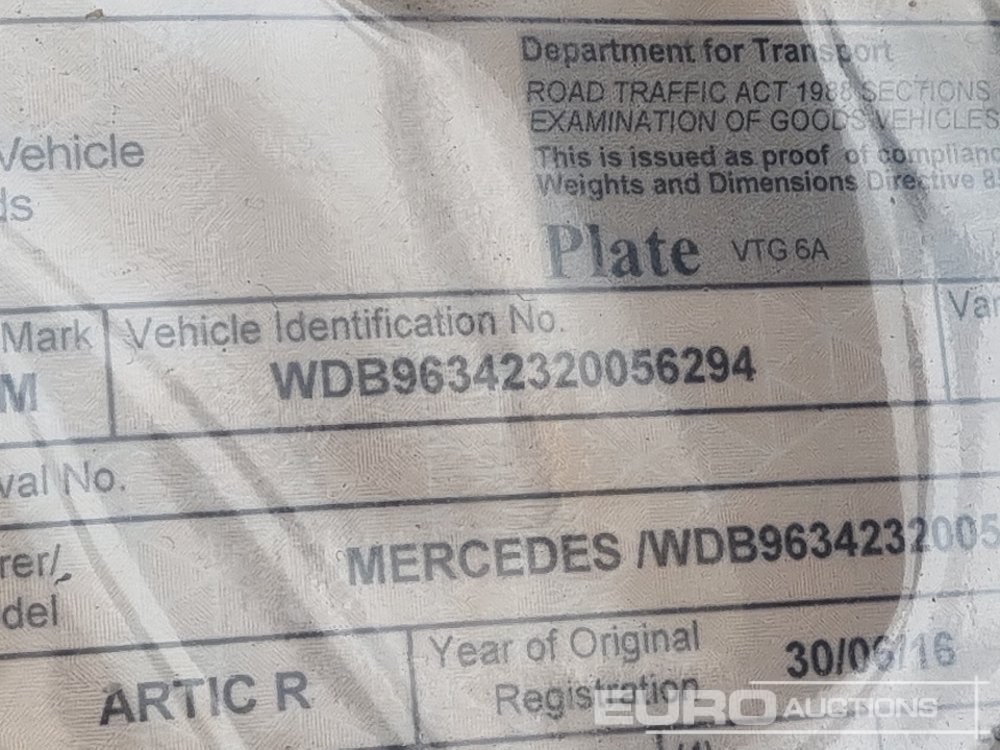 Department for Transport
ROAD TRAFFIC ACT 1988 SECTIONS
EXAMINATION OF GOODS VEHICLES
This is issued as proof of complianc
Weights and Dimensions Directive 8
Plate VTG 6A
Vehicle
ds
Mark
M
Vehicle Identification No.
WDB96342320056294
Va
val No.
rer/
del
MERCEDES /WDB9634232005
ARTIC R
Year of Original
Registration
30/06/16
EURO AUCTIONS